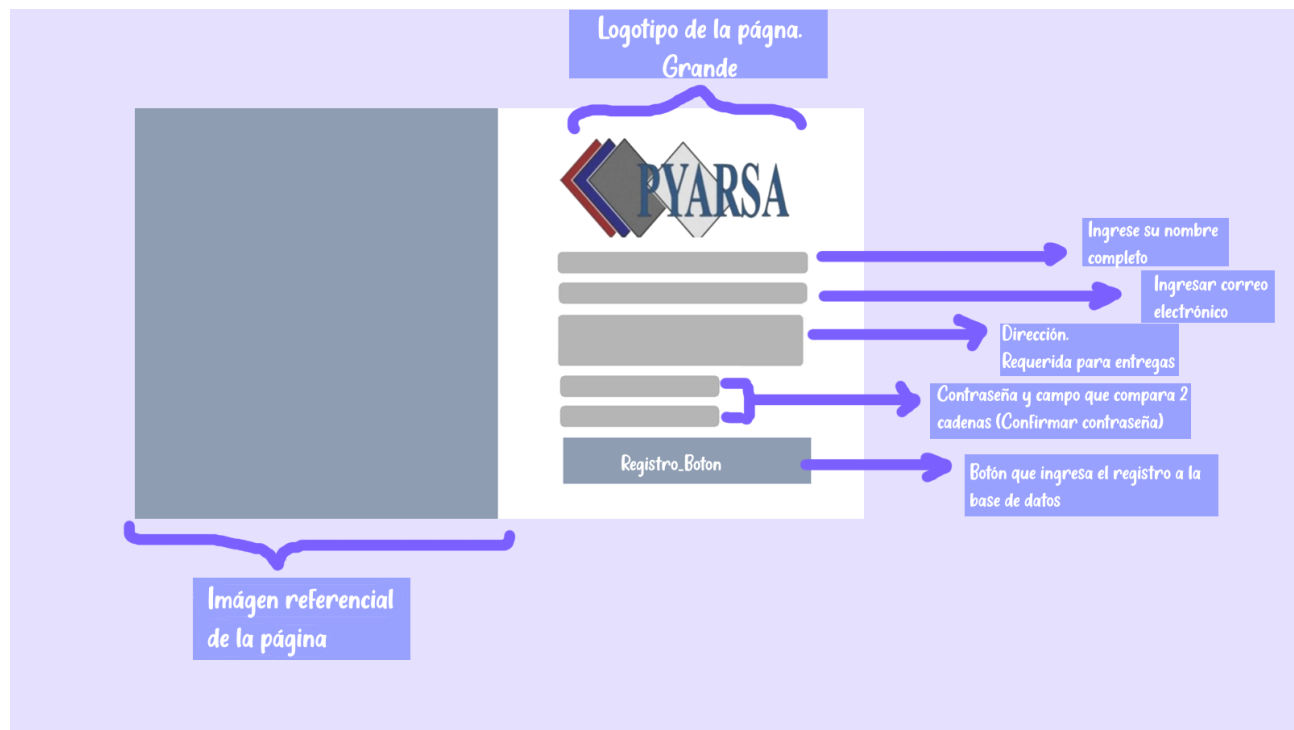 Logotipo de la págna.
Grande
PYARSA
Ingrese su nombre
completo
Ingresar correo
electrónico
Dirección.
Requerida para entregas
Contraseña y campo que compara 2
cadenas (Confirmar contraseña)
Registro_Boton
Botón que ingresa el registro a la
base de datos
Imágen referencial
de la página